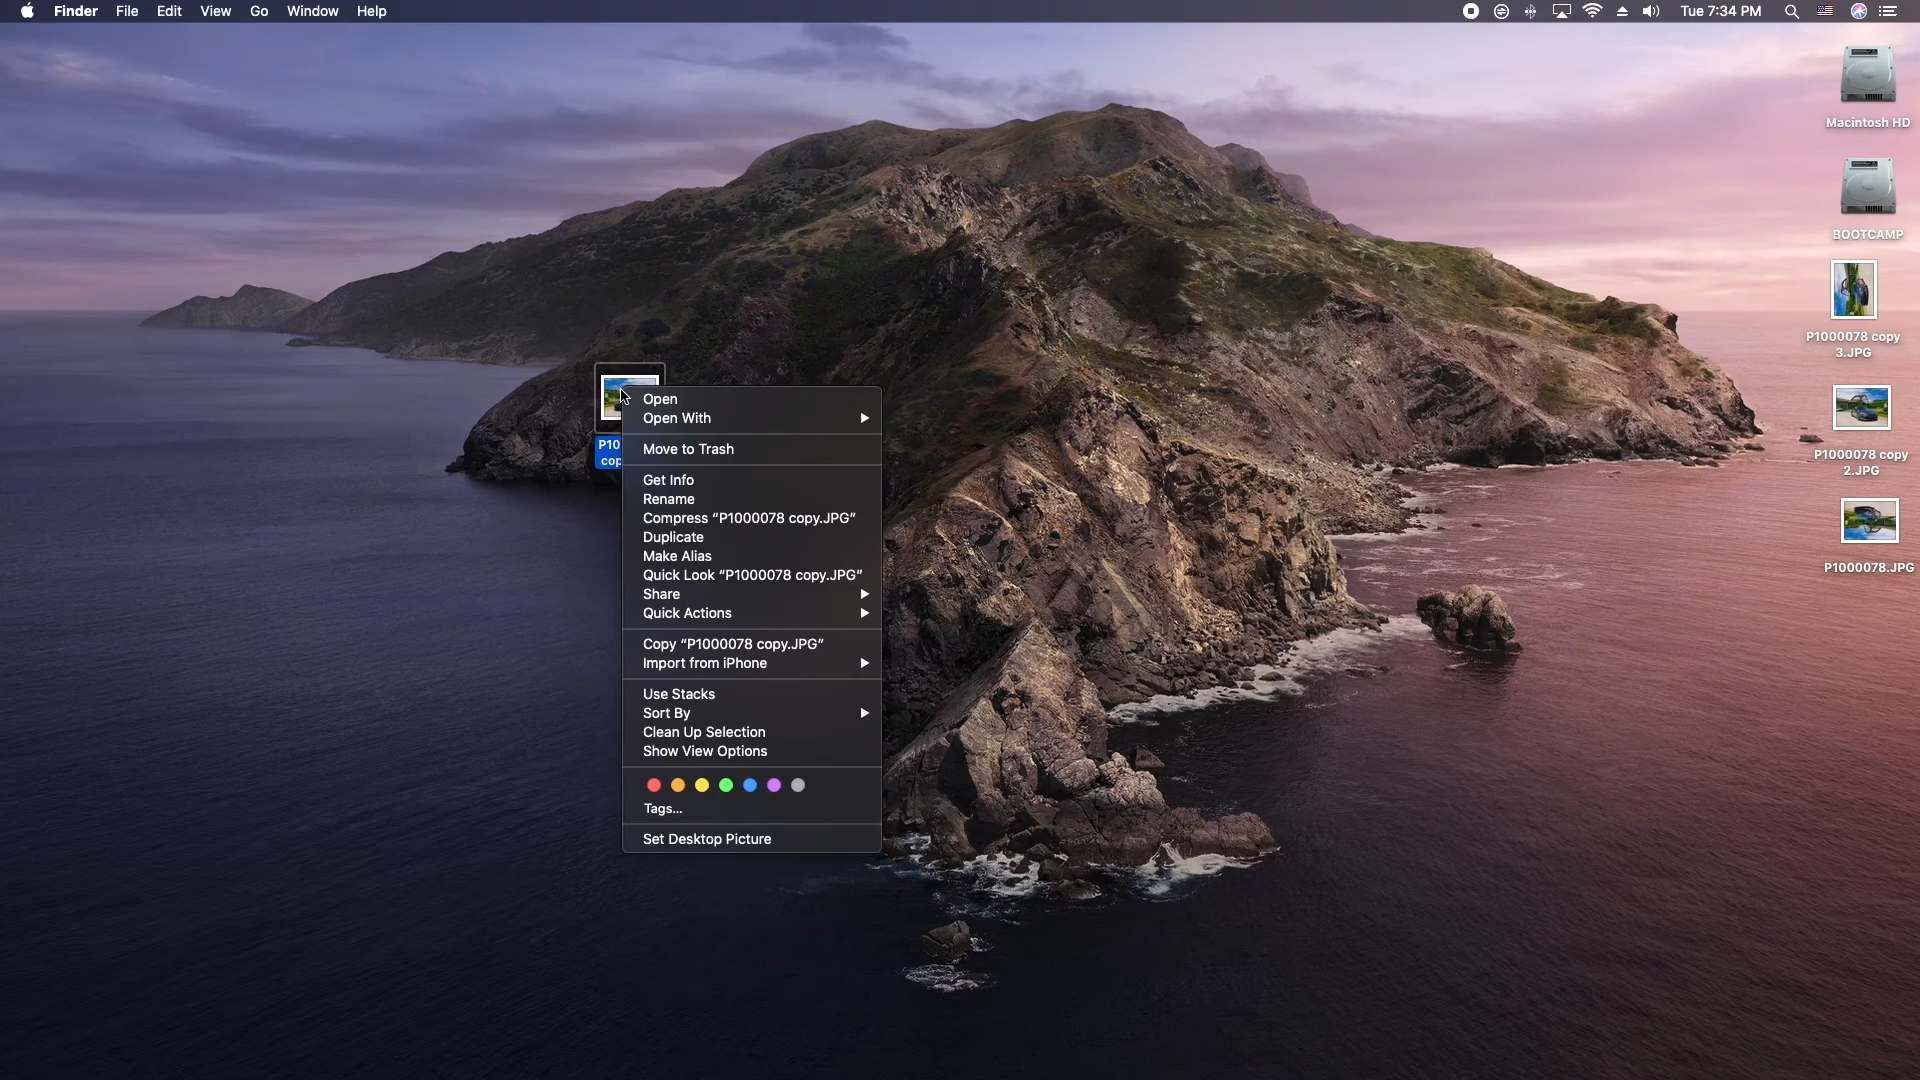 Finder File Edit View Go Window Help Tue 7:34 PM
Macintosh HD
BOOTCAMP
P1000078 copy
3.JPG
P1000078 copy
2.JPG
P1000078.JPG
P10
cop
Open
Open With
Move to Trash
Get Info
Rename
Compress “P1000078 copy.JPG”
Duplicate
Make Alias
Quick Look “P1000078 copy.JPG”
Share
Quick Actions
Copy “P1000078 copy.JPG”
Import from iPhone
Use Stacks
Sort By
Clean Up Selection
Show View Options
Tags...
Set Desktop Picture